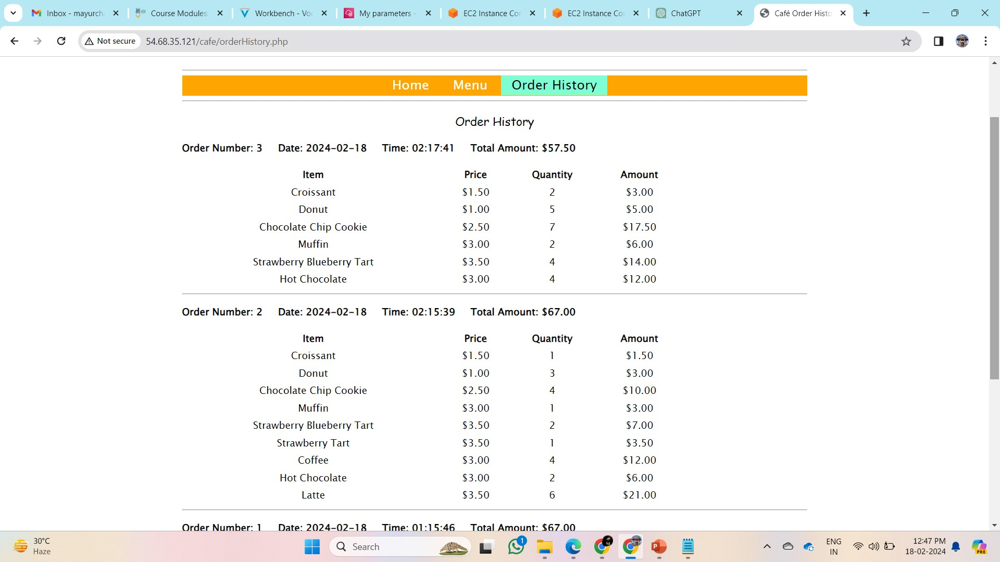 Inbox - mayurch
Course Modules:
Workbench - Voc
My parameters -
EC2 Instance Con
EC2 Instance Con
ChatGPT
Café Order Histo
Not secure
54.68.35.121/cafe/orderHistory.php
Home Menu Order History
Order History
Order Number: 3 Date: 2024-02-18 Time: 02:17:41 Total Amount: $57.50
Item Price Quantity Amount
Croissant $1.50 2 $3.00
Donut $1.00 5 $5.00
Chocolate Chip Cookie $2.50 7 $17.50
Muffin $3.00 2 $6.00
Strawberry Blueberry Tart $3.50 4 $14.00
Hot Chocolate $3.00 4 $12.00
Order Number: 2 Date: 2024-02-18 Time: 02:15:39 Total Amount: $67.00
Item Price Quantity Amount
Croissant $1.50 1 $1.50
Donut $1.00 3 $3.00
Chocolate Chip Cookie $2.50 4 $10.00
Muffin $3.00 1 $3.00
Strawberry Blueberry Tart $3.50 2 $7.00
Strawberry Tart $3.50 1 $3.50
Coffee $3.00 4 $12.00
Hot Chocolate $3.00 2 $6.00
Latte $3.50 6 $21.00
Order Number: 1 Date: 2024-02-18 Time: 01:15:46 Total Amount: $67.00
30°C
Haze
Search
1
P
ENG
IN
12:47 PM
18-02-2024
PRE